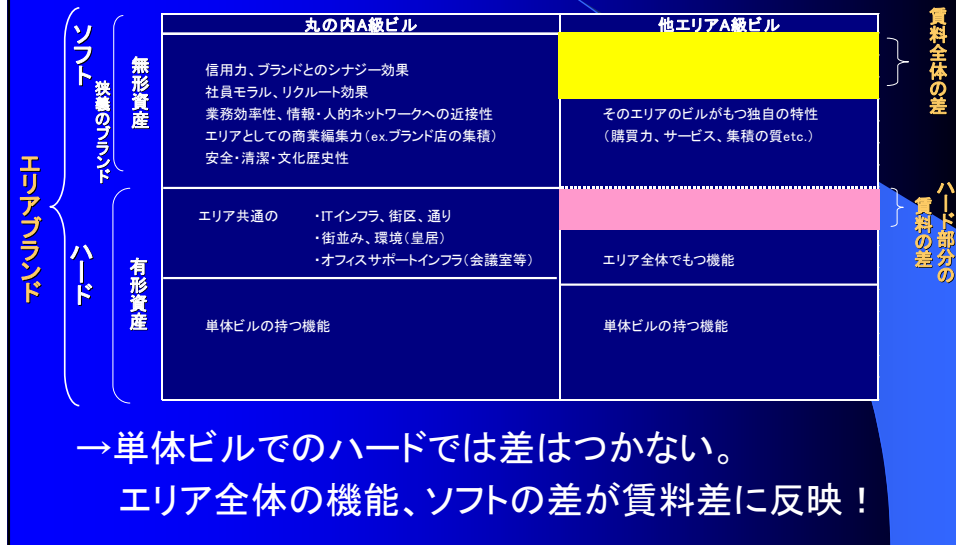 丸の内A級ビル
他エリアA級ビル
エリアブランド
ソフト
狭義のブランド
無形資産
信用力、ブランドとのシナジー効果
社員モラル、リクルート効果
業務効率性、情報・人的ネットワークへの近接性
エリアとしての商業編集力(ex.ブランド店の集積)
安全・清潔・文化歴史性
そのエリアのビルがもつ独自の特性
(購買力、サービス、集積の質etc.)
賃料全体の差
ハード
有形資産
エリア共通の ・ITインフラ、街区、通り
・街並み、環境(皇居)
・オフィスサポートインフラ(会議室等)
エリア全体でもつ機能
ハード部分の
賃料の差
単体ビルの持つ機能
単体ビルの持つ機能
→単体ビルでのハードでは差はつかない。
エリア全体の機能、ソフトの差が賃料差に反映!